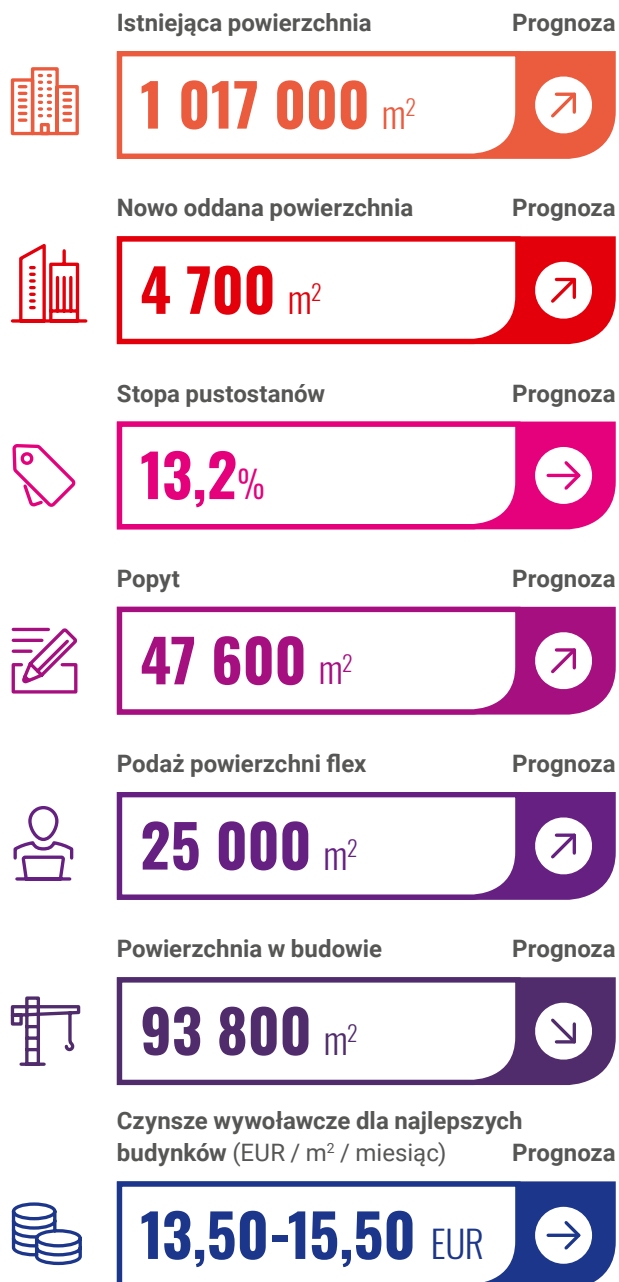 Istniejąca powierzchnia Prognoza
1 017 000 m²
Nowo oddana powierzchnia Prognoza
4 700 m²
Stopa pustostanów Prognoza
13,2%
Popyt Prognoza
47 600 m²
Podaż powierzchni flex Prognoza
25 000 m²
Powierzchnia w budowie Prognoza
93 800 m²
Czynsze wywoławcze dla najlepszych
budynków (EUR / m² / miesiąc) Prognoza
13,50-15,50 EUR